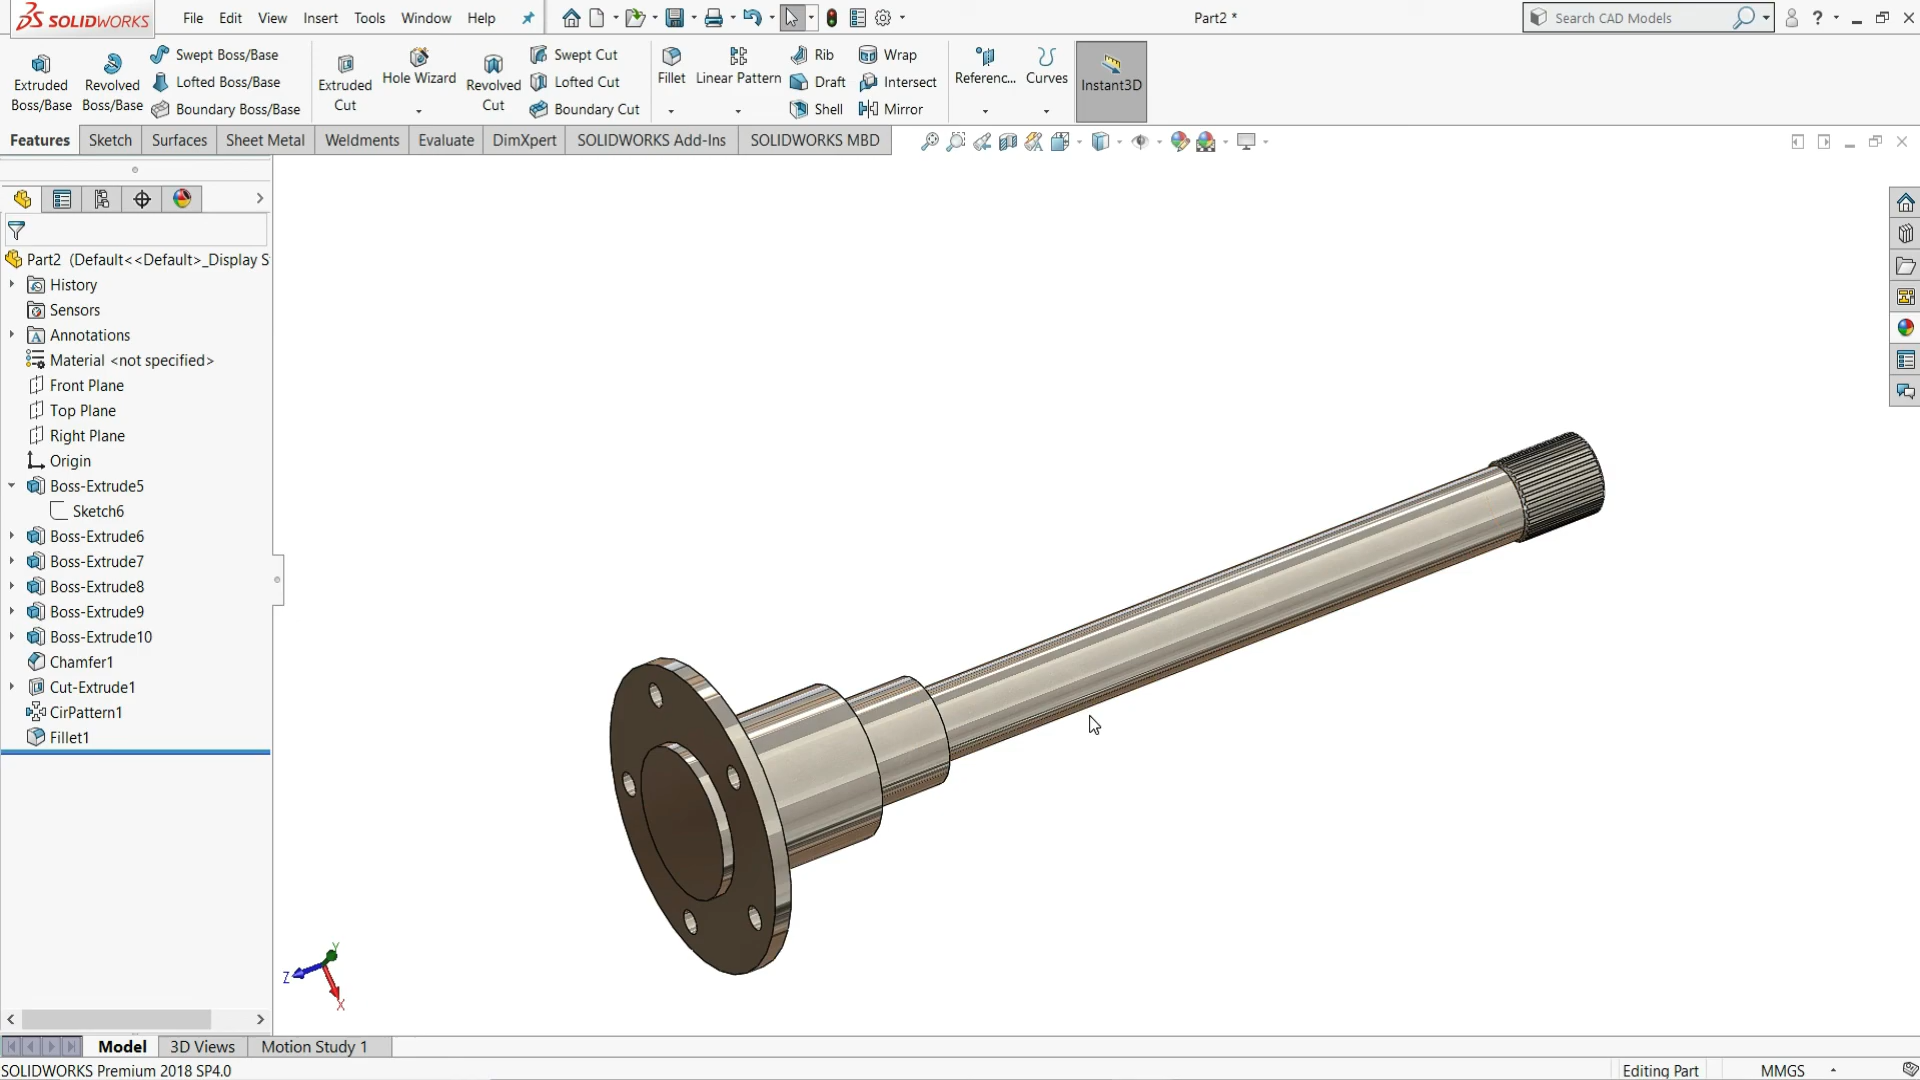 SOLIDWORKS File Edit View Insert Tools Window Help Part2 * Search CAD Models ?
Extruded Boss/Base
Revolved Boss/Base
Swept Boss/Base
Lofted Boss/Base
Boundary Boss/Base
Extruded Cut
Hole Wizard
Revolved Cut
Swept Cut
Lofted Cut
Boundary Cut
Fillet
Linear Pattern
Rib
Draft
Shell
Wrap
Intersect
Mirror
Referenc...
Curves
Instant3D
Features Sketch Surfaces Sheet Metal Weldments Evaluate DimXpert SOLIDWORKS Add-Ins SOLIDWORKS MBD
Part2 (Default<<Default>_Display S
History
Sensors
A Annotations
Material <not specified>
Front Plane
Top Plane
Right Plane
Origin
Boss-Extrude5
Sketch6
Boss-Extrude6
Boss-Extrude7
Boss-Extrude8
Boss-Extrude9
Boss-Extrude10
Chamfer1
Cut-Extrude1
CirPattern1
Fillet1
Y
Z
X
Model 3D Views Motion Study 1
SOLIDWORKS Premium 2018 SP4.0 Editing Part MMGS